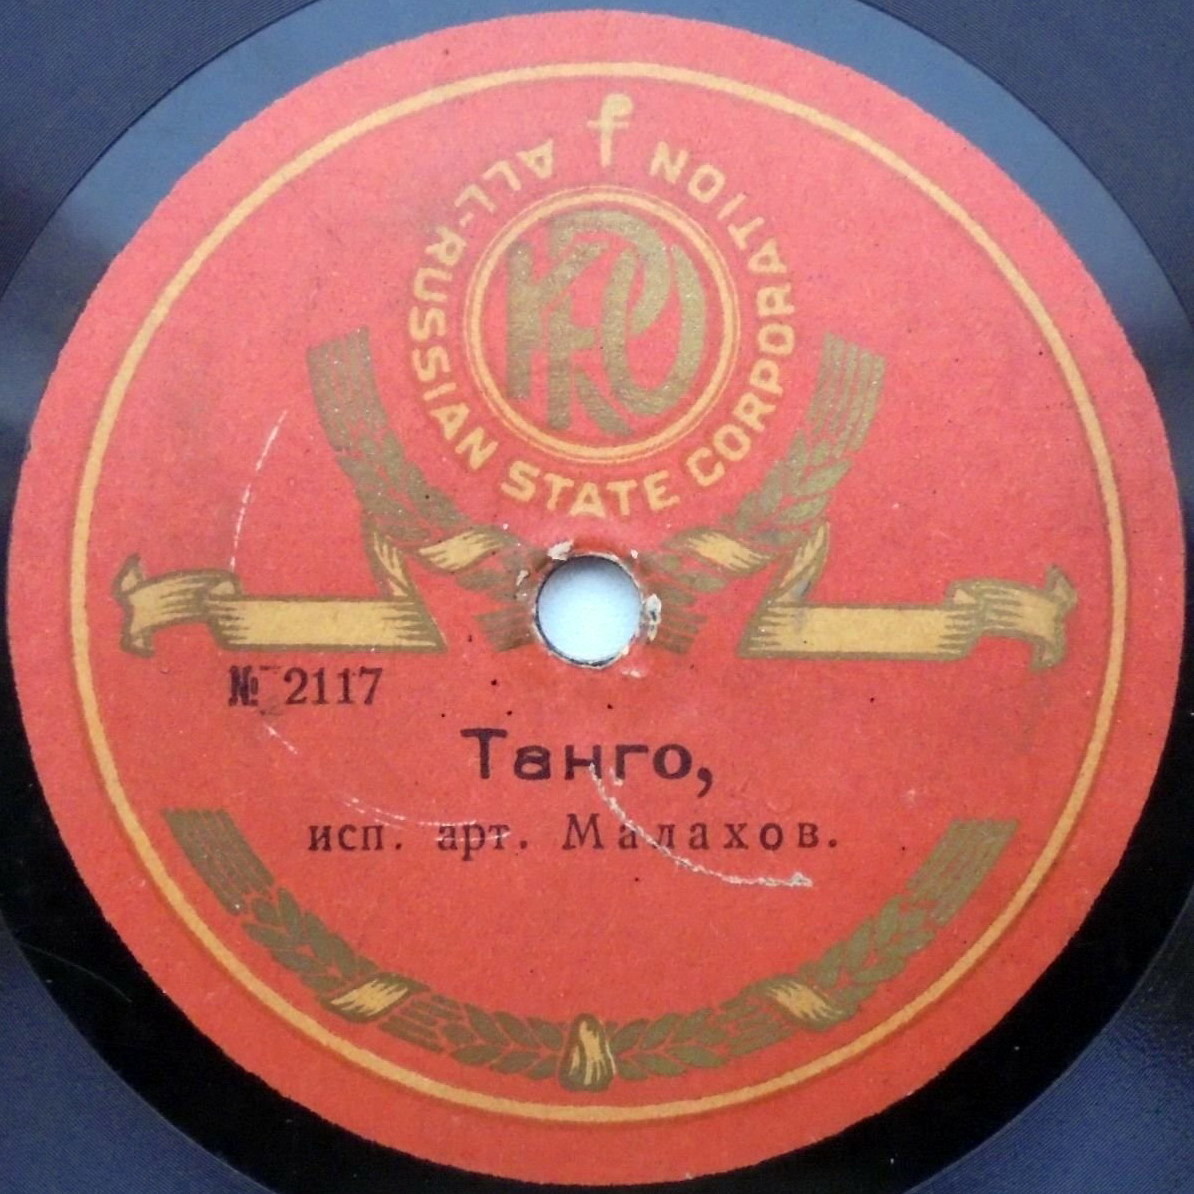 ALL-RUSSIAN STATE CORPORATION
№ 2117
Танго,
исп. арт. Малахов.